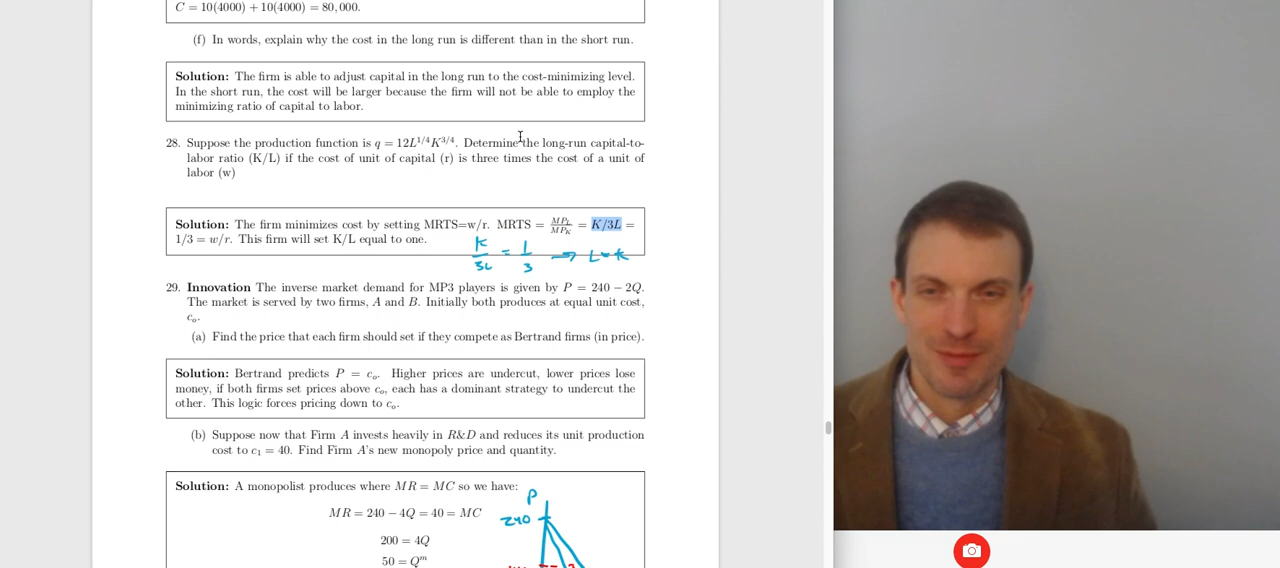 C = 10(4000) + 10(4000) = 80,000.
(f) In words, explain why the cost in the long run is different than in the short run.
Solution: The firm is able to adjust capital in the long run to the cost-minimizing level.
In the short run, the cost will be larger because the firm will not be able to employ the
minimizing ratio of capital to labor.
28. Suppose the production function is q = 12L^{1/4}K^{3/4}. Determine the long-run capital-to-
labor ratio (K/L) if the cost of unit of capital (r) is three times the cost of a unit of
labor (w)
Solution: The firm minimizes cost by setting MRTS=w/r. MRTS = MP_L/MP_K = K/3L =
1/3 = w/r. This firm will set K/L equal to one.
K/3L = 1/3 → L=K
29. Innovation The inverse market demand for MP3 players is given by P = 240 − 2Q.
The market is served by two firms, A and B. Initially both produces at equal unit cost,
c_o.
(a) Find the price that each firm should set if they compete as Bertrand firms (in price).
Solution: Bertrand predicts P = c_o. Higher prices are undercut, lower prices lose
money, if both firms set prices above c_o, each has a dominant strategy to undercut the
other. This logic forces pricing down to c_o.
(b) Suppose now that Firm A invests heavily in R&D and reduces its unit production
cost to c_1 = 40. Find Firm A's new monopoly price and quantity.
Solution: A monopolist produces where MR = MC so we have:
P
MR = 240 − 4Q = 40 = MC
240
200 = 4Q
50 = Q^m